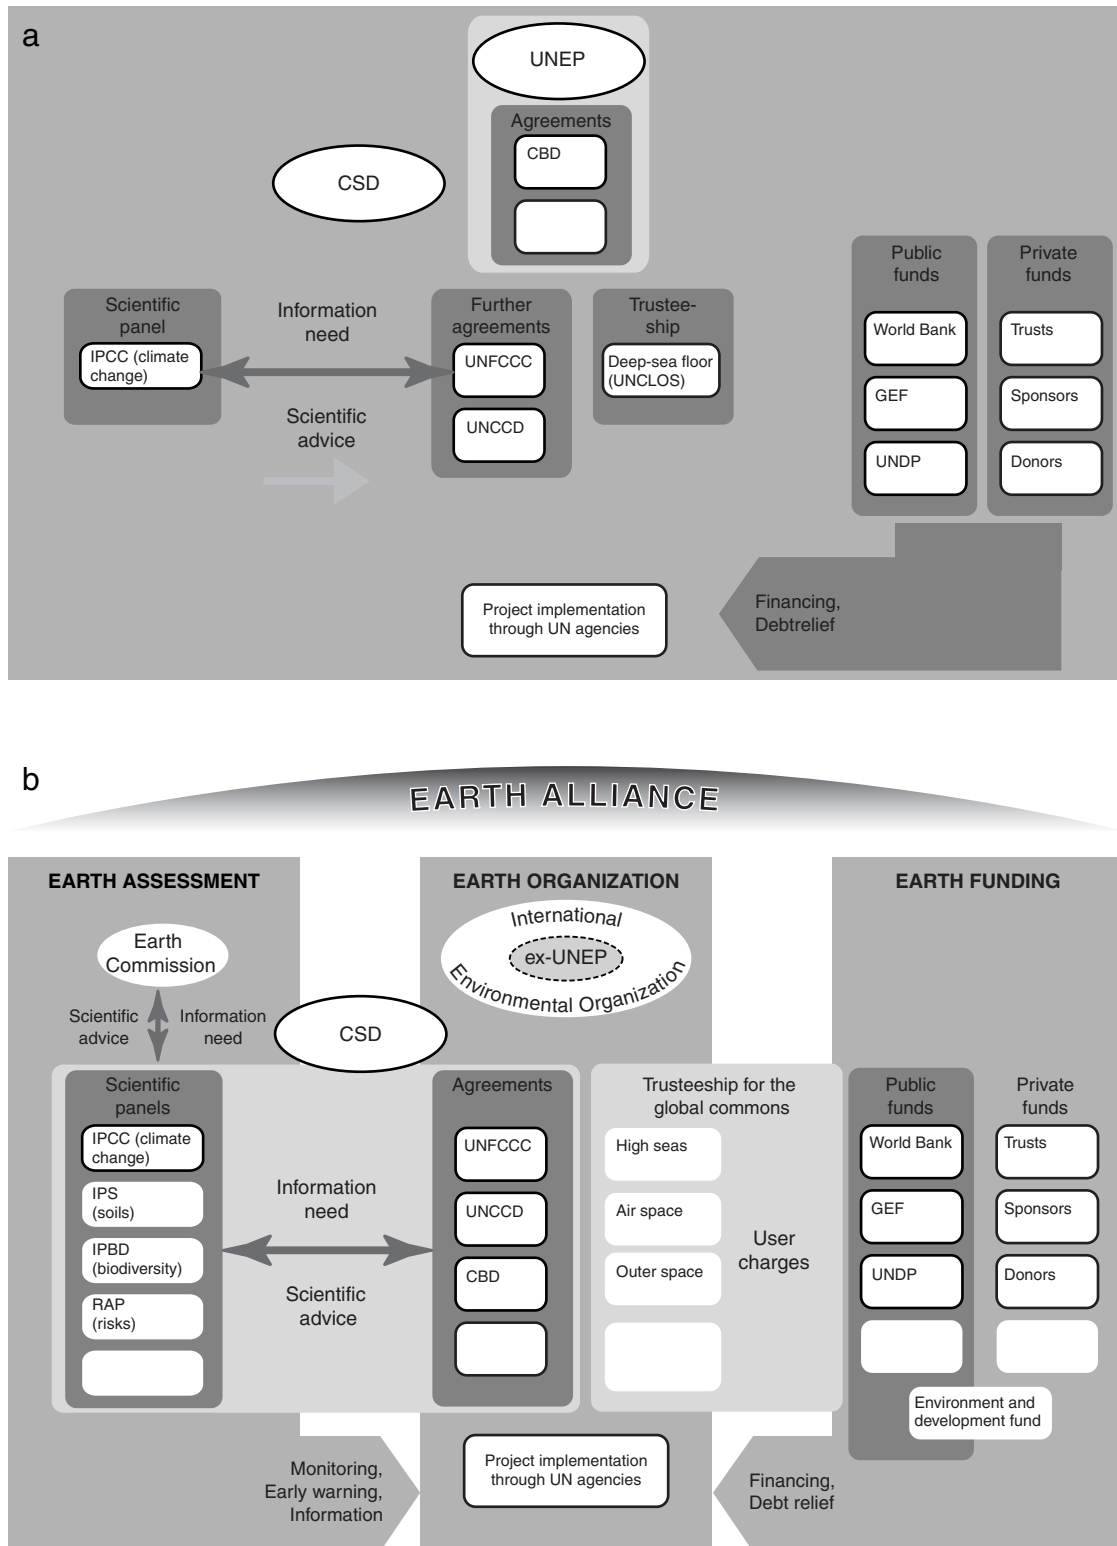 a
UNEP
Agreements
CBD
CSD
Scientific
panel
IPCC (climate
change)
Information
need
Scientific
advice
Further
agreements
UNFCCC
UNCCD
Trustee-
ship
Deep-sea floor
(UNCLOS)
Public
funds
World Bank
GEF
UNDP
Private
funds
Trusts
Sponsors
Donors
Project implementation
through UN agencies
Financing,
Debtrelief
b
EARTH ALLIANCE
EARTH ASSESSMENT
EARTH ORGANIZATION
EARTH FUNDING
Earth
Commission
Scientific
advice
Information
need
International
ex-UNEP
Environmental Organization
CSD
Scientific
panels
IPCC (climate
change)
IPS
(soils)
IPBD
(biodiversity)
RAP
(risks)
Information
need
Scientific
advice
Agreements
UNFCCC
UNCCD
CBD
Trusteeship for the
global commons
High seas
Air space
Outer space
User
charges
Public
funds
World Bank
GEF
UNDP
Private
funds
Trusts
Sponsors
Donors
Environment and
development fund
Monitoring,
Early warning,
Information
Project implementation
through UN agencies
Financing,
Debt relief